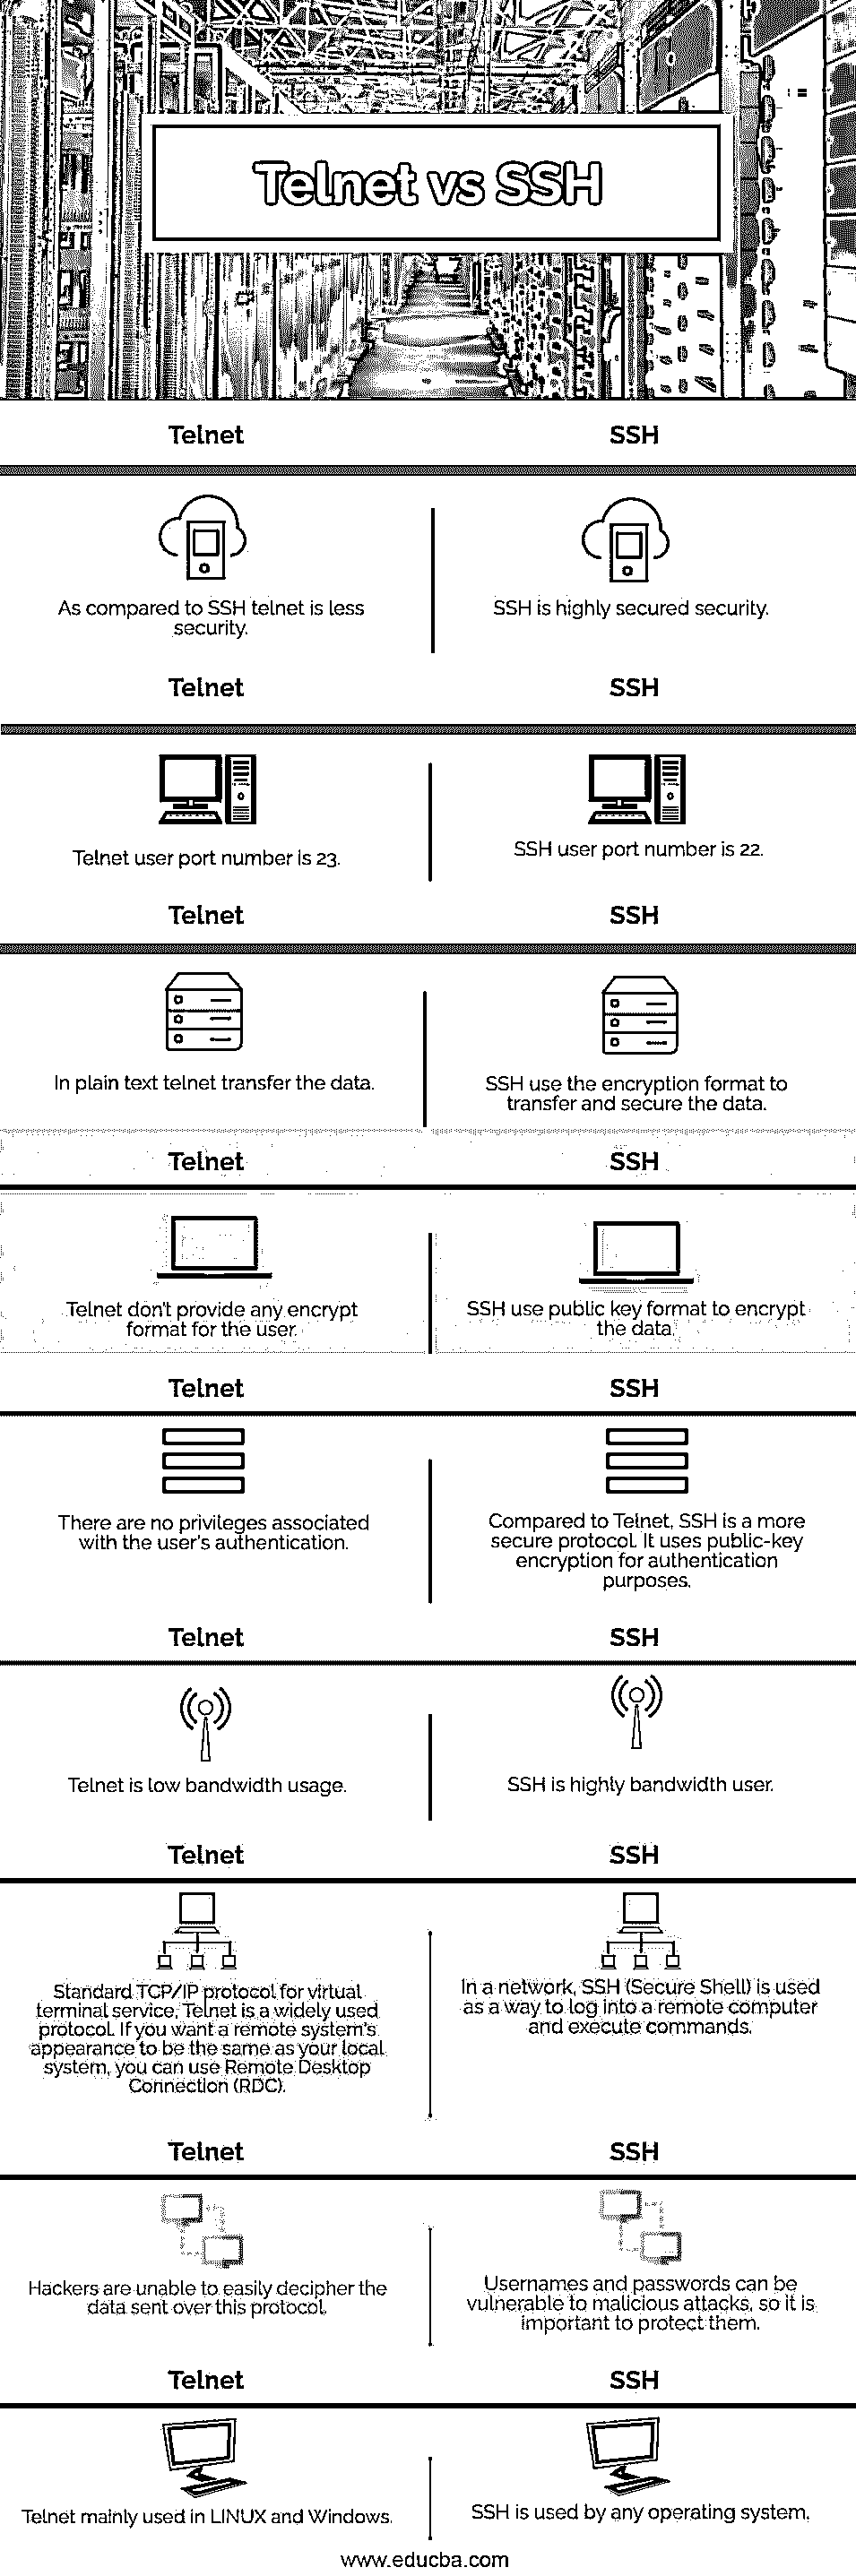 Telnet vs SSH
Telnet
SSH
As compared to SSH telnet is less
security.
SSH is highly secured security.
Telnet
SSH
Telnet user port number is 23.
SSH user port number is 22.
Telnet
SSH
In plain text telnet transfer the data.
SSH use the encryption format to
transfer and secure the data.
Telnet
SSH
Telnet don't provide any encrypt
format for the user.
SSH use public key format to encrypt
the data.
Telnet
SSH
There are no privileges associated
with the user's authentication.
Compared to Telnet, SSH is a more
secure protocol. It uses public-key
encryption for authentication
purposes.
Telnet
SSH
Telnet is low bandwidth usage.
SSH is highly bandwidth user.
Telnet
SSH
Standard TCP/IP protocol for virtual
terminal service, Telnet is a widely used
protocol. If you want a remote system's
appearance to be the same as your local
system, you can use Remote Desktop
Connection (RDC).
In a network, SSH (Secure Shell) is used
as a way to log into a remote computer
and execute commands.
Telnet
SSH
Hackers are unable to easily decipher the
data sent over this protocol.
Usernames and passwords can be
vulnerable to malicious attacks, so it is
important to protect them.
Telnet
SSH
Telnet mainly used in LINUX and Windows.
SSH is used by any operating system.
www.educba.com